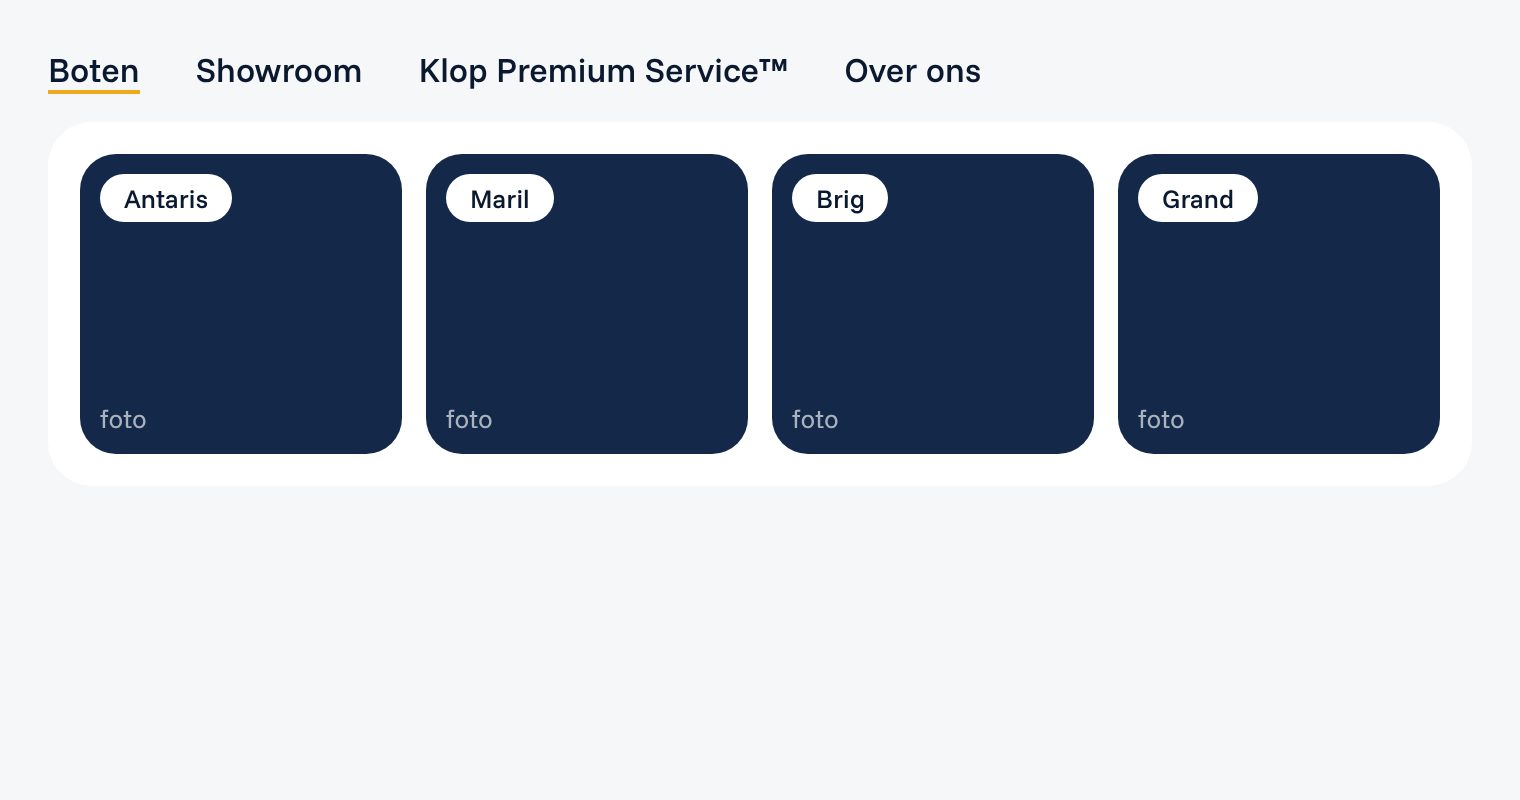 Boten Showroom Klop Premium Service™ Over ons
Antaris Maril Brig Grand
foto foto foto foto